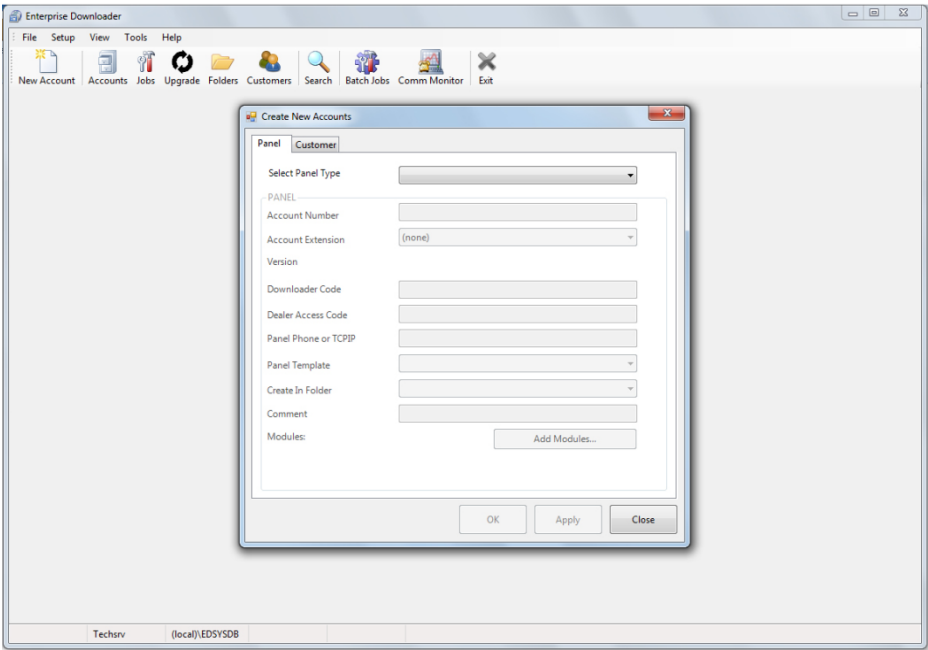 Enterprise Downloader
File Setup View Tools Help
New Account Accounts Jobs Upgrade Folders Customers Search Batch Jobs Comm Monitor Exit
Create New Accounts
Panel Customer
Select Panel Type
PANEL
Account Number
Account Extension (none)
Version
Downloader Code
Dealer Access Code
Panel Phone or TCPIP
Panel Template
Create In Folder
Comment
Modules: Add Modules...
OK Apply Close
Techsrv (local)\EDSYSDB